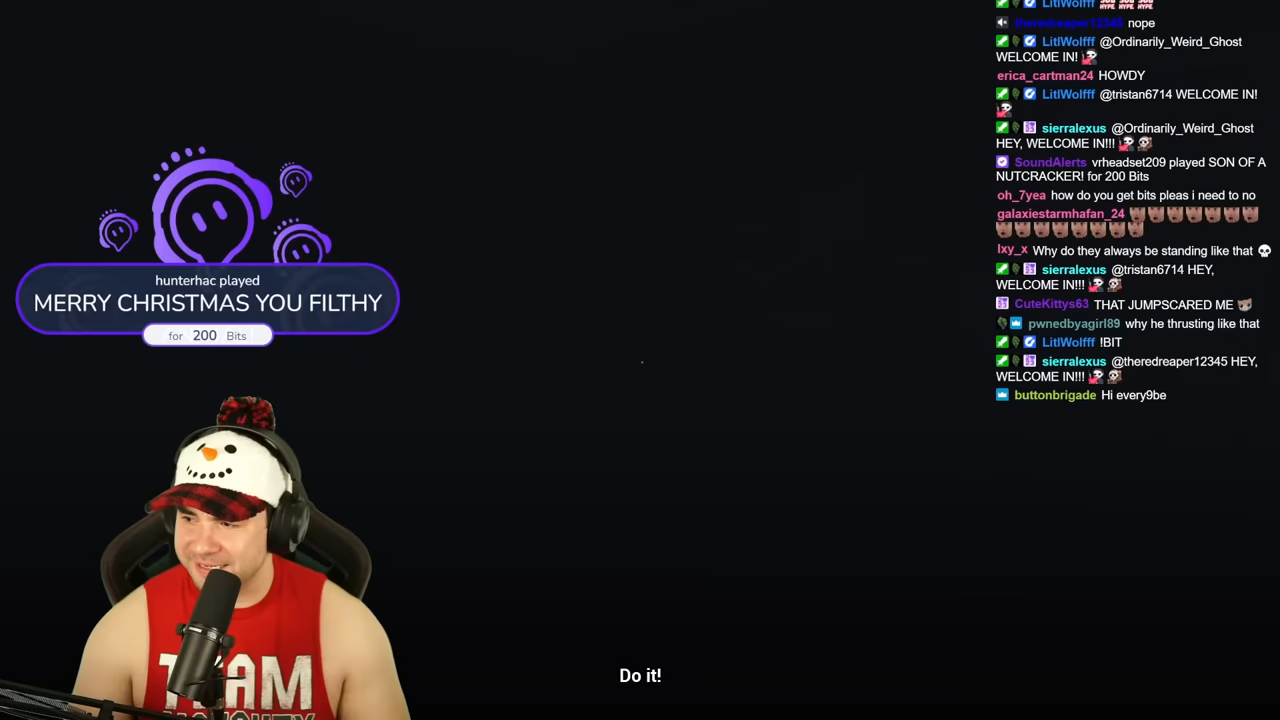 LitlWolfff
theredreaper12345 nope
LitlWolfff @Ordinarily_Weird_Ghost
WELCOME IN!
erica_cartman24 HOWDY
LitlWolfff @tristan6714 WELCOME IN!
sierralexus @Ordinarily_Weird_Ghost
HEY, WELCOME IN!!!
SoundAlerts vrheadset209 played SON OF A
NUTCRACKER! for 200 Bits
oh_7yea how do you get bits pleas i need to no
galaxiestarmhafan_24
lxy_x Why do they always be standing like that
sierralexus @tristan6714 HEY,
WELCOME IN!!!
CuteKittys63 THAT JUMPSCARED ME
pwnedbyagirl89 why he thrusting like that
LitlWolfff !BIT
sierralexus @theredreaper12345 HEY,
WELCOME IN!!!
buttonbrigade Hi every9be
hunterhac played
MERRY CHRISTMAS YOU FILTHY
for 200 Bits
TEAM
NAUGHTY
Do it!